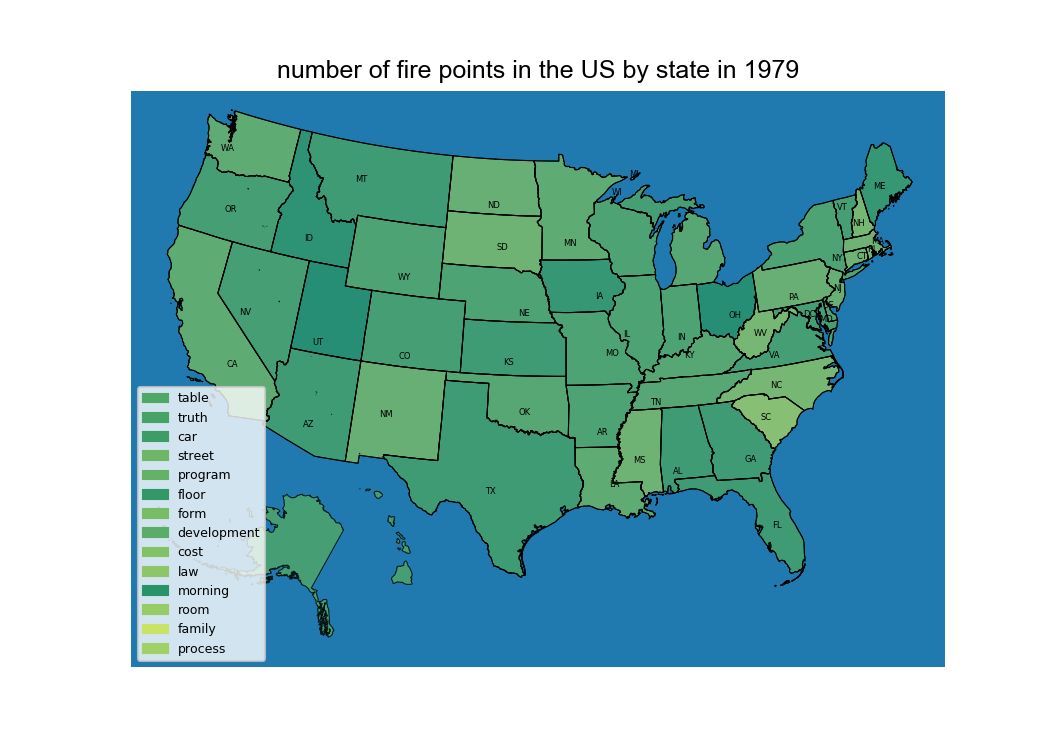 number of fire points in the US by state in 1979
WA
MT
ME
ND
VT
OR
NH
ID
SD
MN
WI
MI
NY
CT
WY
NV
NE
IA
PA
NJ
OH
DC
MD
UT
CO
KS
MO
IL
IN
KY
WV
VA
CA
NM
OK
TN
NC
AZ
AR
SC
MS
AL
GA
TX
LA
FL
table
truth
car
street
program
floor
form
development
cost
law
morning
room
family
process